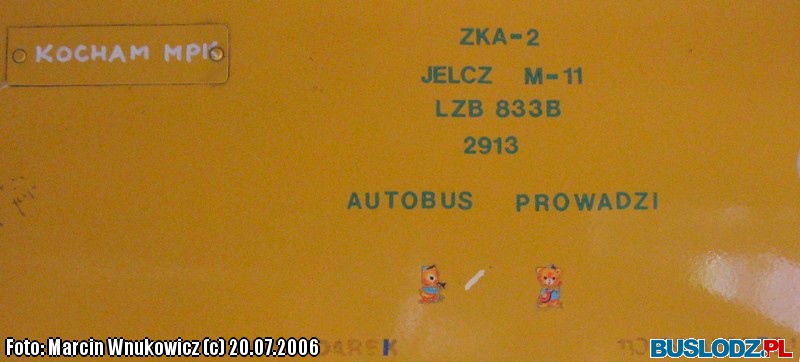 KOCHAM MPK
ZKA-2
JELCZ M-11
LZB 833B
2913
AUTOBUS PROWADZI
DAREK
Foto: Marcin Wnukowicz (c) 20.07.2006
BUSLODZ.PL